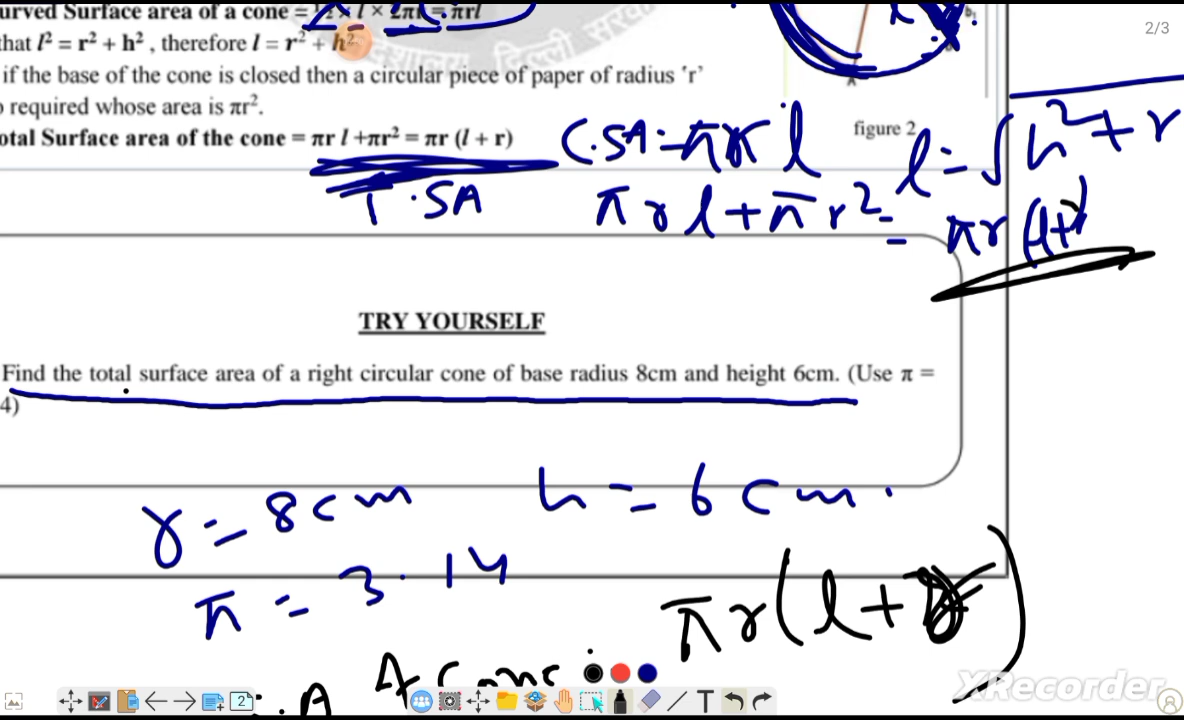 urved Surface area of a cone = ½ × l × 2πr = πrl
2/3
that l² = r² + h² , therefore l = r² + h²
if the base of the cone is closed then a circular piece of paper of radius 'r'
required whose area is πr².
otal Surface area of the cone = πr l +πr² = πr (l + r)
C.SA = πrl
figure 2
l = √h² + r
T.SA
πrl + πr² =
πr (l+r)
TRY YOURSELF
Find the total surface area of a right circular cone of base radius 8cm and height 6cm. (Use π =
4)
r = 8cm
h = 6cm.
π = 3.14
πr(l+r)
XRecorder